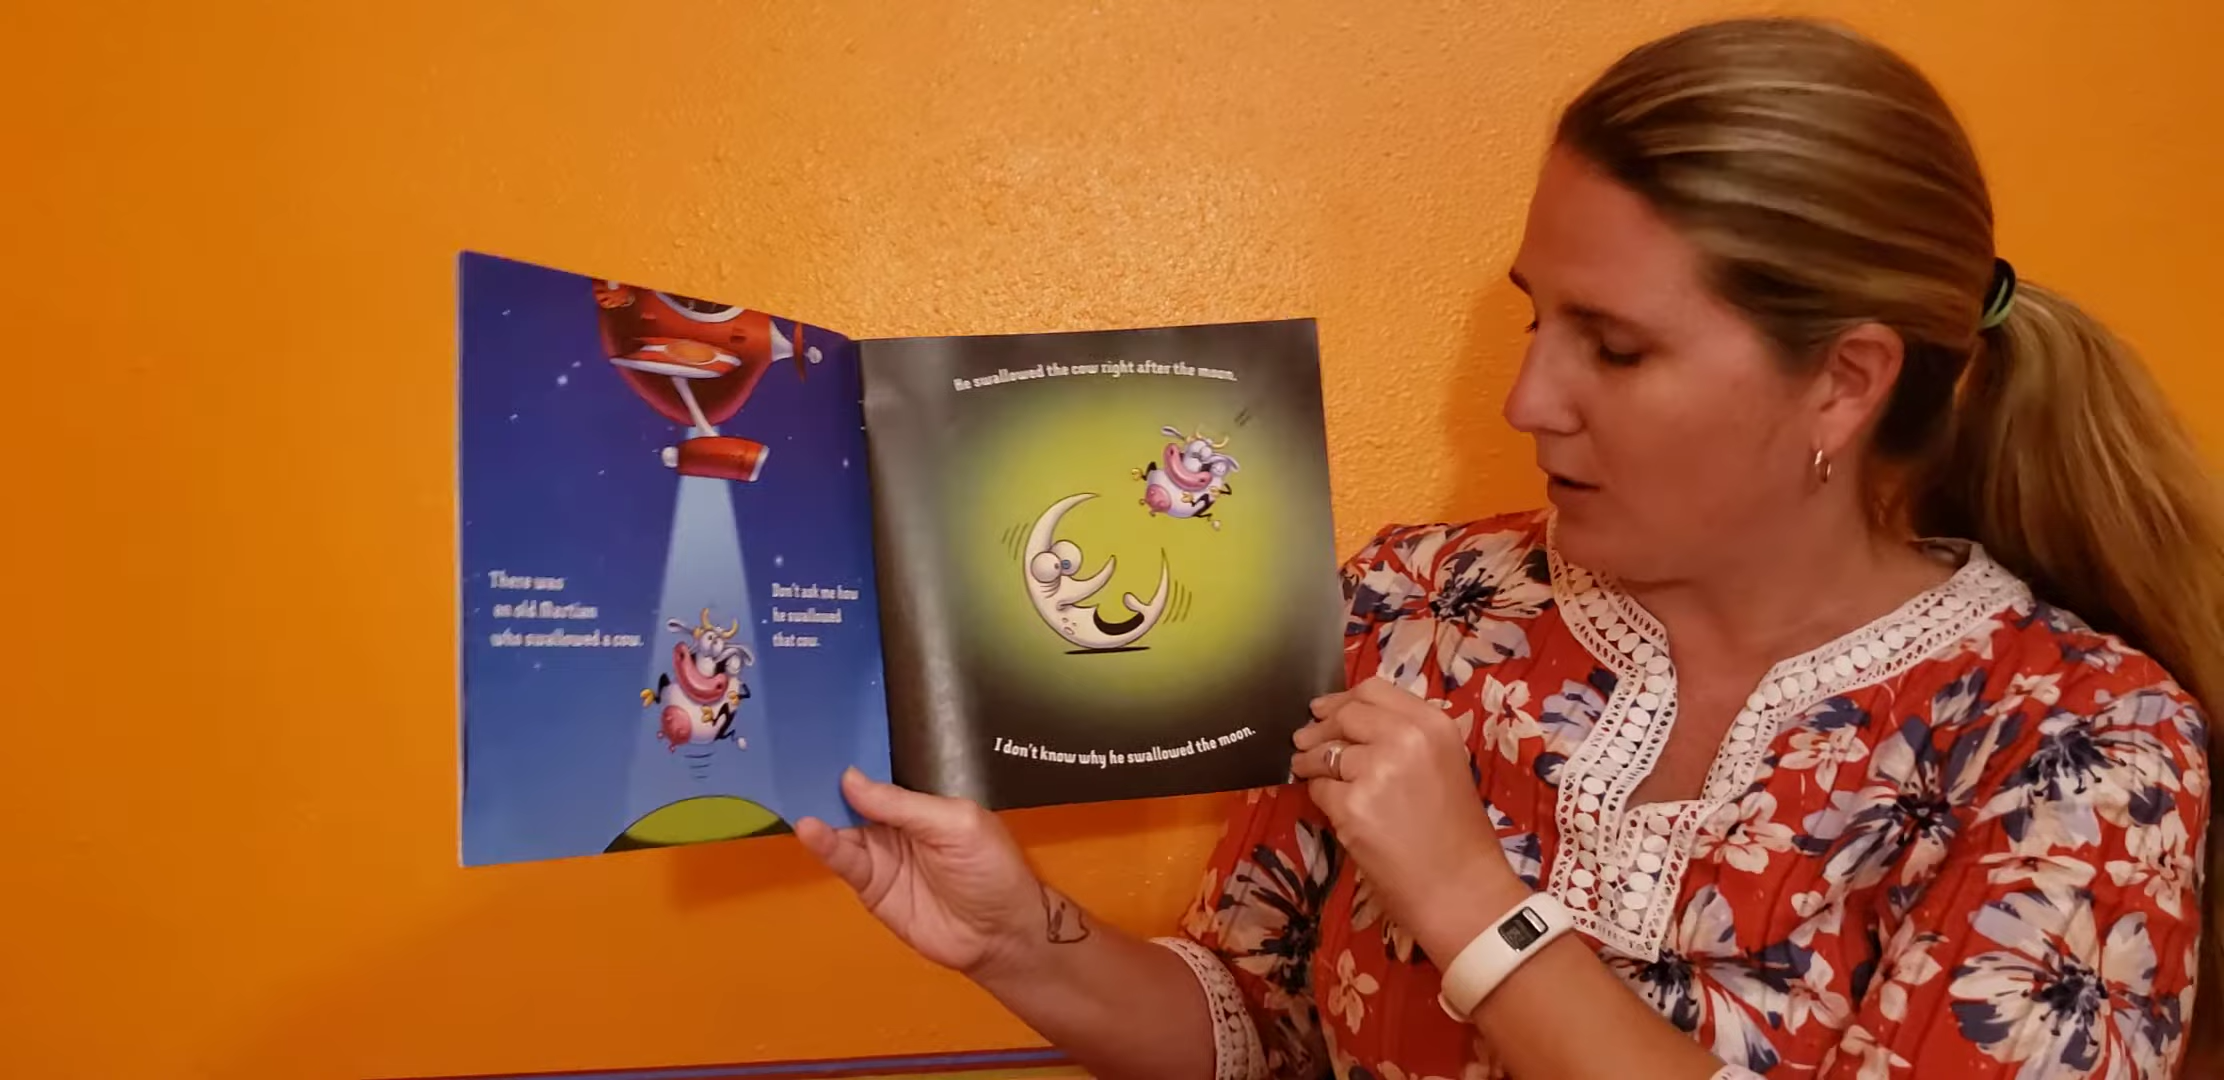 There was
an old Martian
who swallowed a cow.
Don't ask me how
he swallowed
that cow.
He swallowed the cow right after the moon.
I don't know why he swallowed the moon.